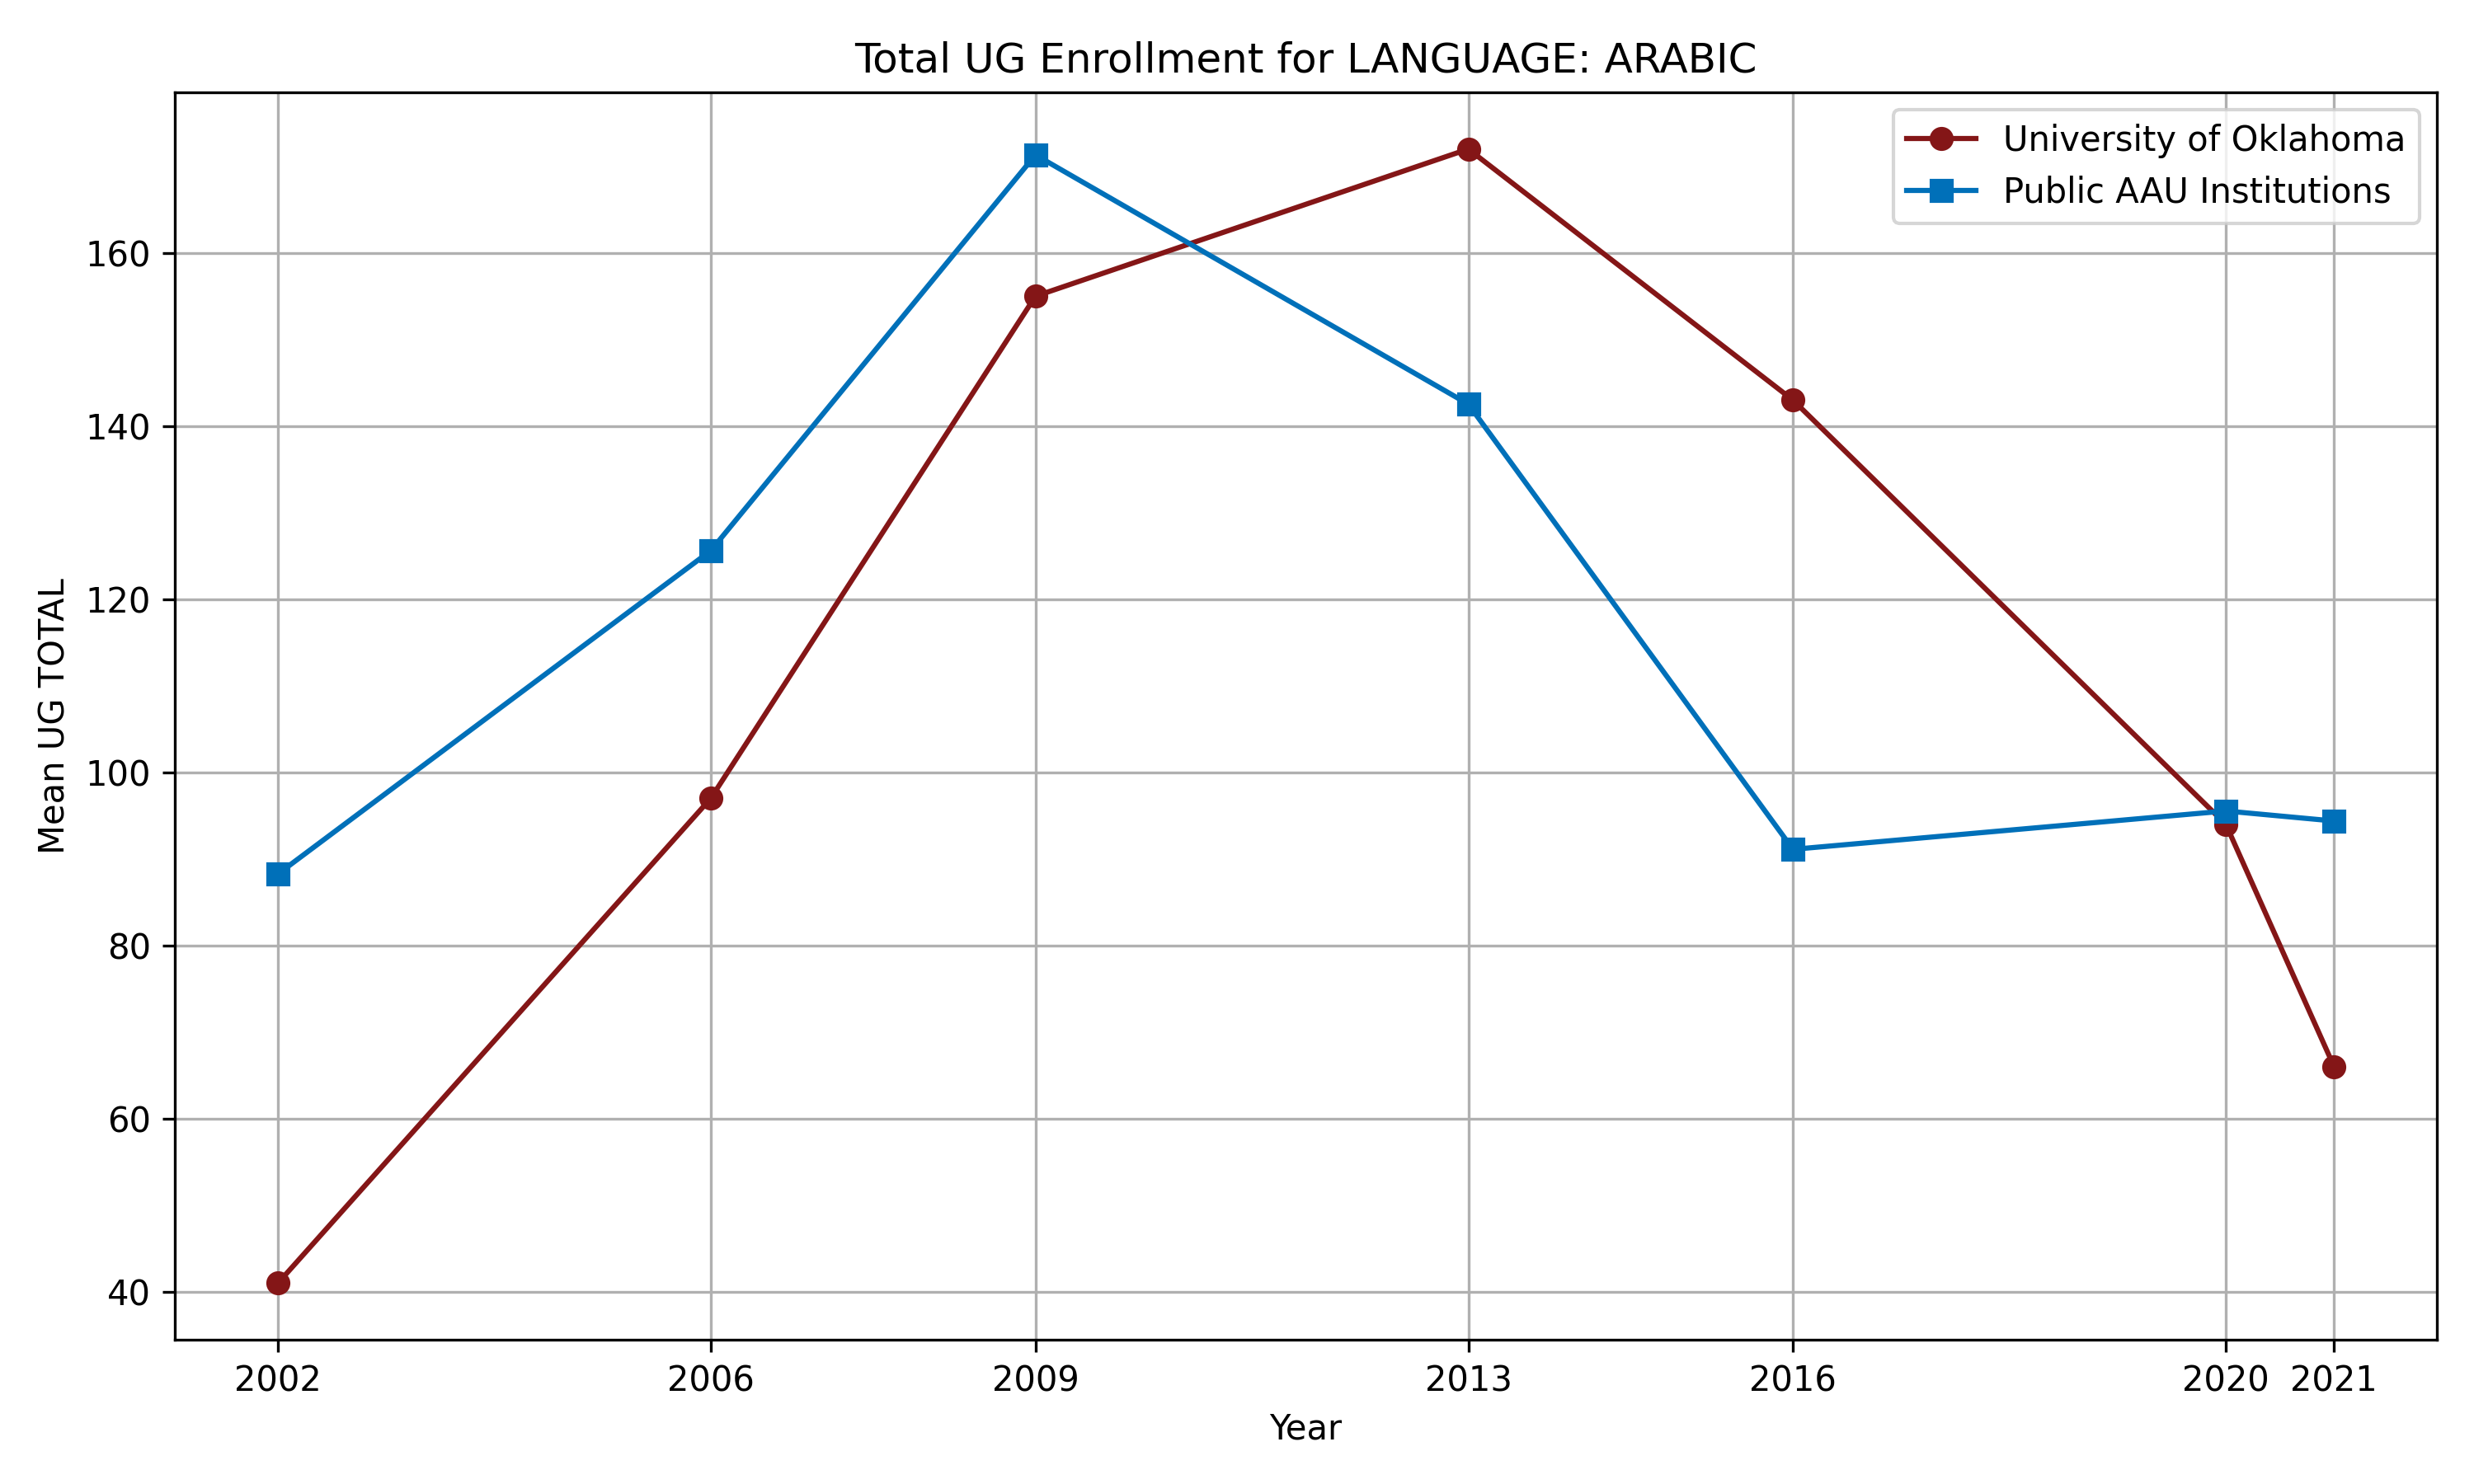 Total UG Enrollment for LANGUAGE: ARABIC
University of Oklahoma
Public AAU Institutions
Mean UG TOTAL
160
140
120
100
80
60
40
2002 2006 2009 2013 2016 2020 2021
Year